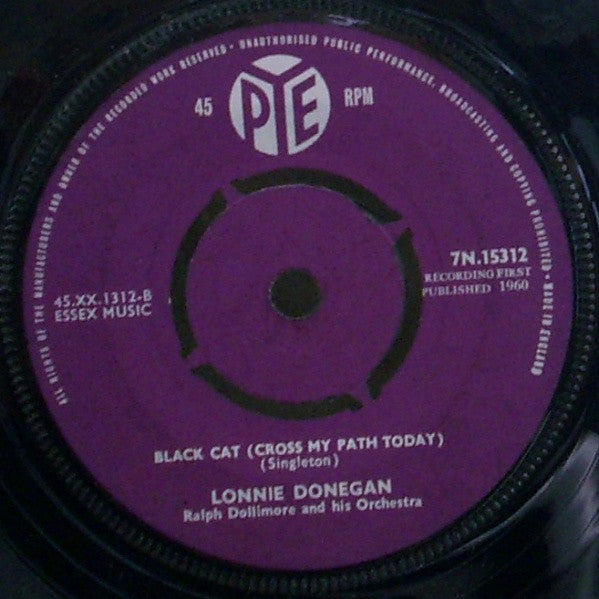 ALL RIGHTS OF THE MANUFACTURERS AND OWNER OF THE RECORDED WORK RESERVED · UNAUTHORISED PUBLIC PERFORMANCE, BROADCASTING AND COPYING PROHIBITED · MADE IN ENGLAND
45 PYE RPM
7N.15312
RECORDING FIRST
PUBLISHED 1960
45.XX.1312-B
ESSEX MUSIC
BLACK CAT (CROSS MY PATH TODAY)
(Singleton)
LONNIE DONEGAN
Ralph Dollimore and his Orchestra